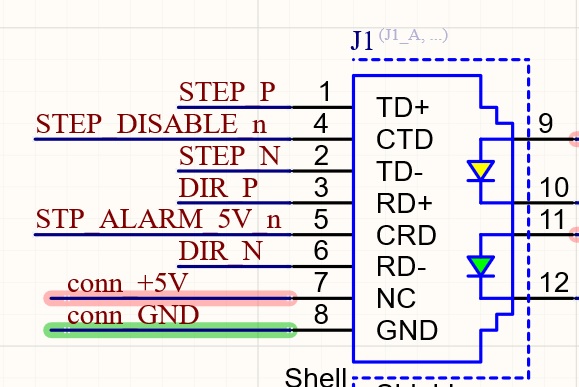 J1 (J1_A, ...)
STEP_P 1 TD+
STEP_DISABLE_n 4 CTD 9
STEP_N 2 TD-
DIR_P 3 RD+ 10
STP_ALARM_5V_n 5 CRD 11
DIR_N 6 RD-
conn_+5V 7 NC 12
conn_GND 8 GND
Shell